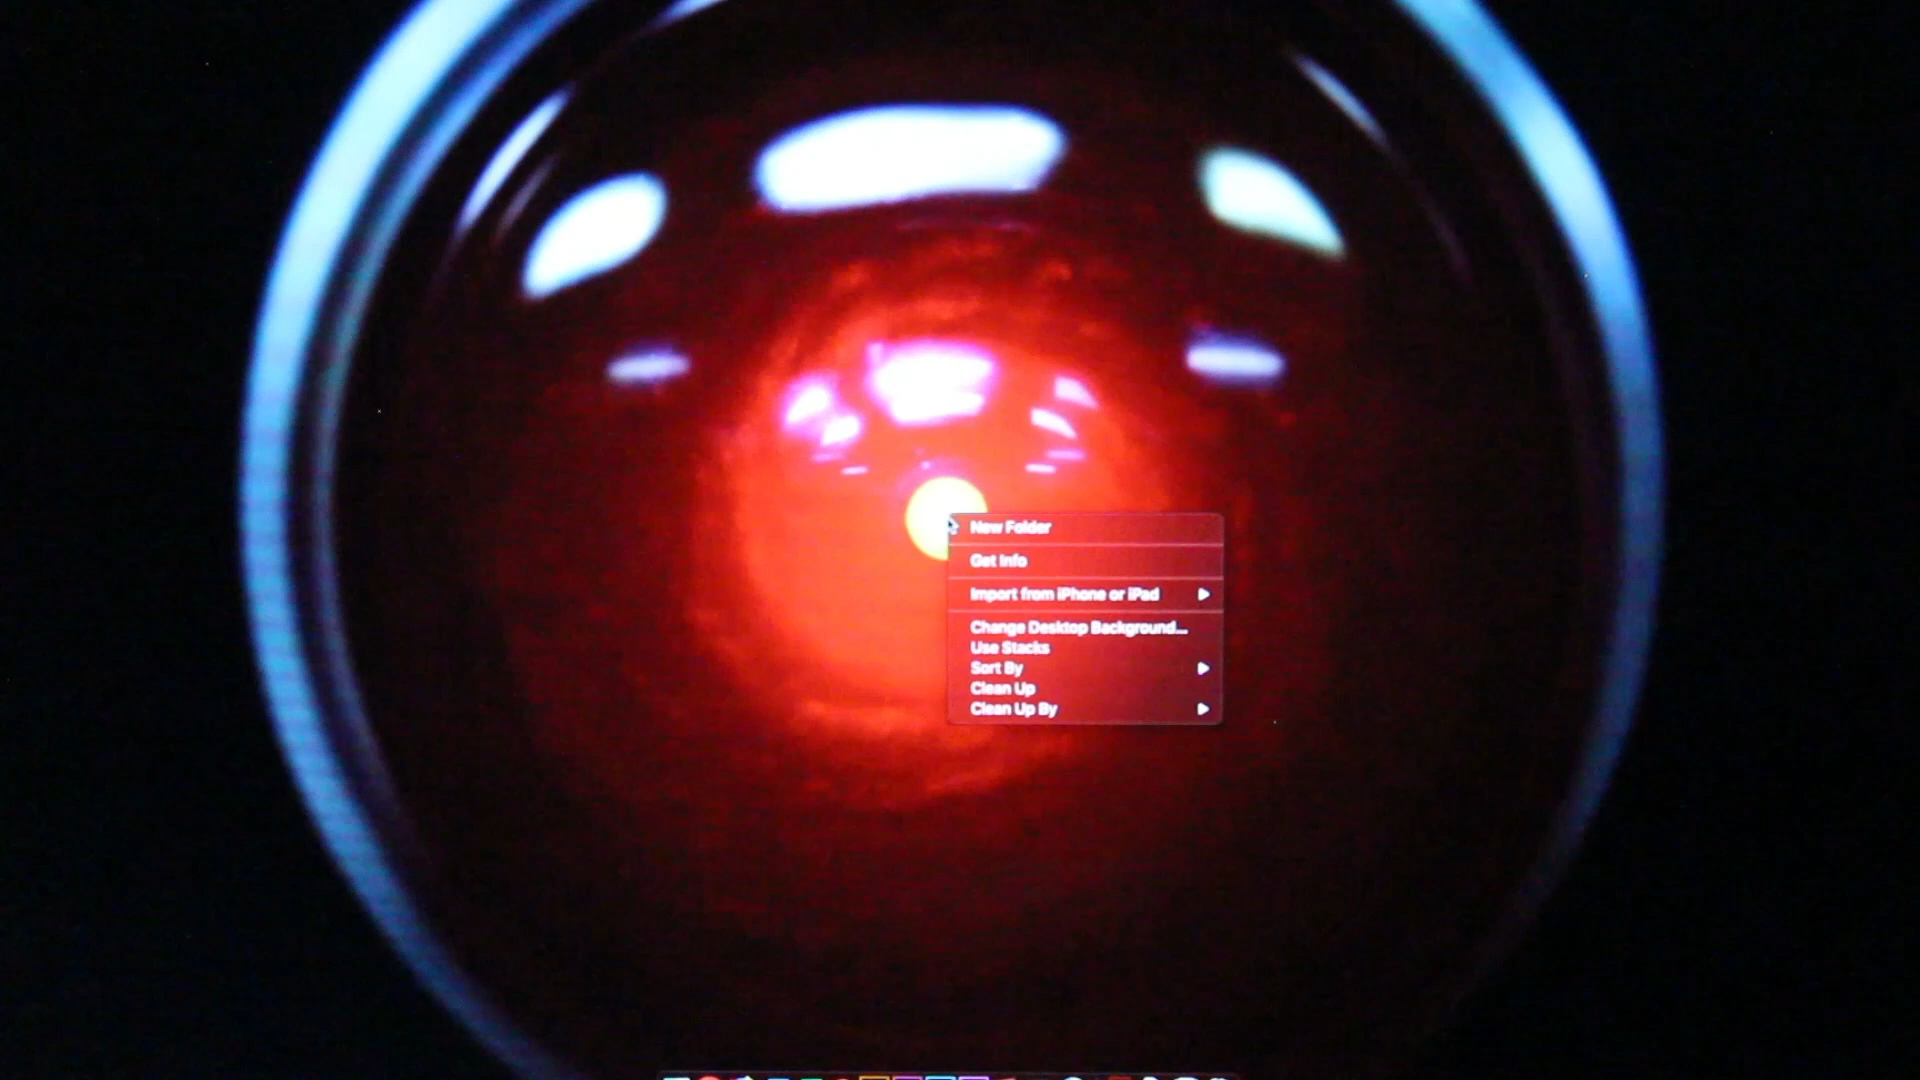 New Folder
Get Info
Import from iPhone or iPad
Change Desktop Background...
Use Stacks
Sort By
Clean Up
Clean Up By